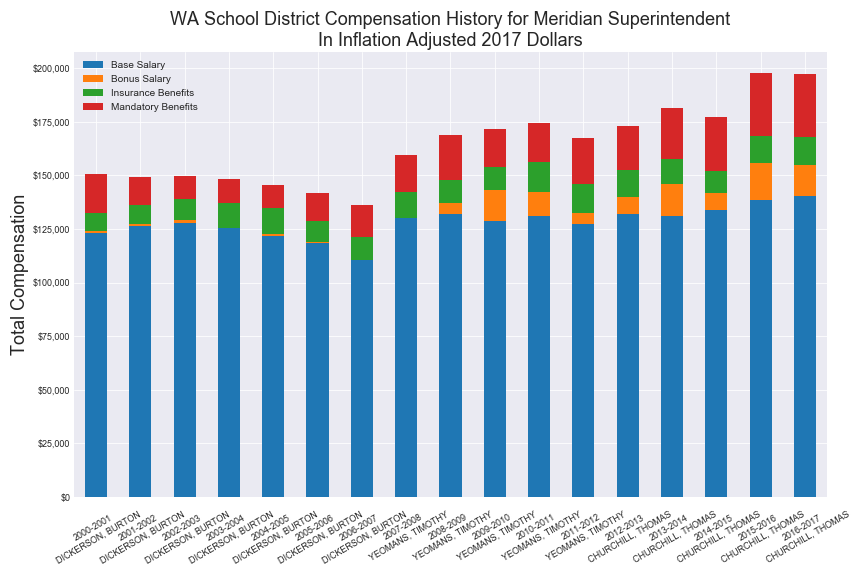 WA School District Compensation History for Meridian Superintendent
In Inflation Adjusted 2017 Dollars
Base Salary
Bonus Salary
Insurance Benefits
Mandatory Benefits
Total Compensation
$200,000
$175,000
$150,000
$125,000
$100,000
$75,000
$50,000
$25,000
$0
2000-2001
DICKERSON, BURTON
2001-2002
DICKERSON, BURTON
2002-2003
DICKERSON, BURTON
2003-2004
DICKERSON, BURTON
2004-2005
DICKERSON, BURTON
2005-2006
DICKERSON, BURTON
2006-2007
DICKERSON, BURTON
2007-2008
YEOMANS, TIMOTHY
2008-2009
YEOMANS, TIMOTHY
2009-2010
YEOMANS, TIMOTHY
2010-2011
YEOMANS, TIMOTHY
2011-2012
YEOMANS, TIMOTHY
2012-2013
CHURCHILL, THOMAS
2013-2014
CHURCHILL, THOMAS
2014-2015
CHURCHILL, THOMAS
2015-2016
CHURCHILL, THOMAS
2016-2017
CHURCHILL, THOMAS